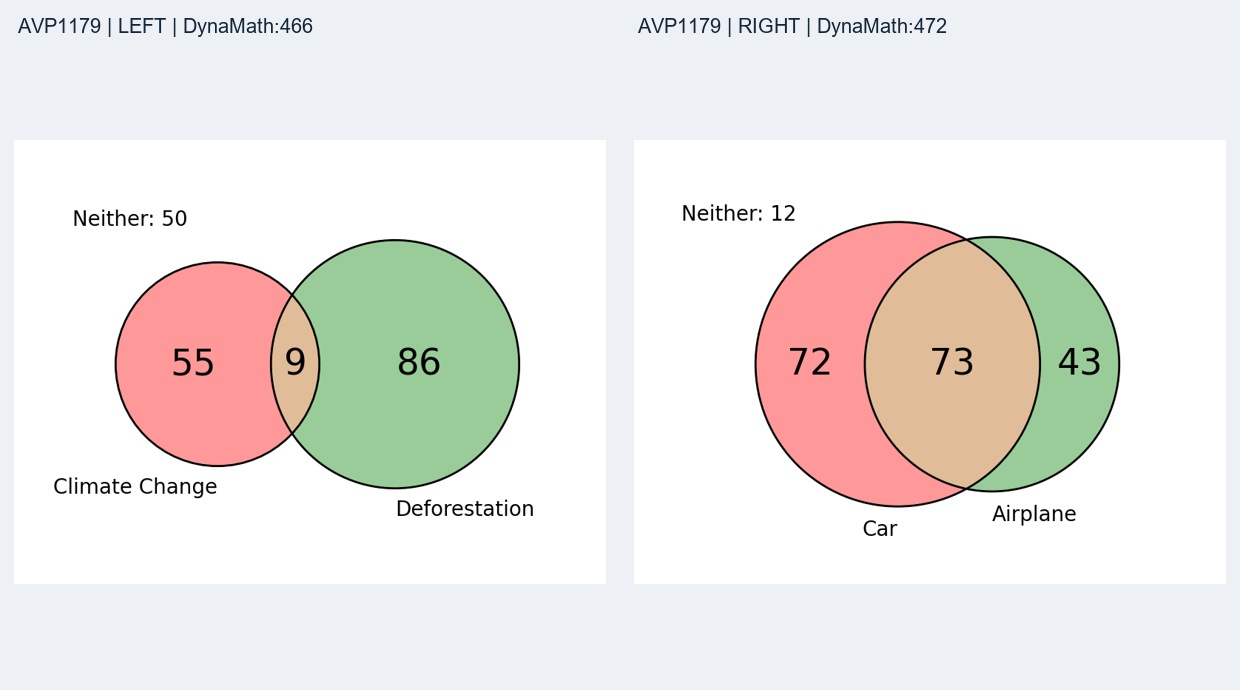 AVP1179 | LEFT | DynaMath:466
Neither: 50
55
9
86
Climate Change
Deforestation
AVP1179 | RIGHT | DynaMath:472
Neither: 12
72
73
43
Car
Airplane